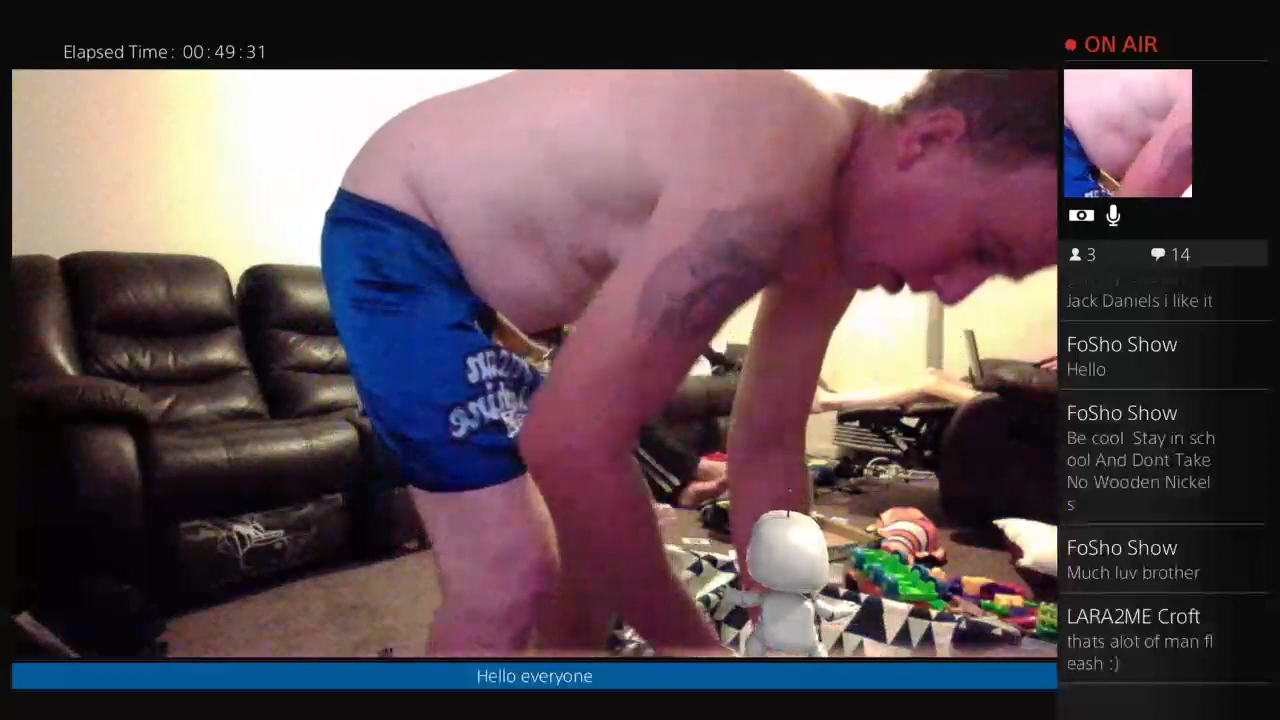 Elapsed Time: 00:49:31
ON AIR
3
14
Jack Daniels i like it
FoSho Show
Hello
FoSho Show
Be cool Stay in sch
ool And Dont Take
No Wooden Nickel
s
FoSho Show
Much luv brother
LARA2ME Croft
thats alot of man fl
eash :)
Hello everyone